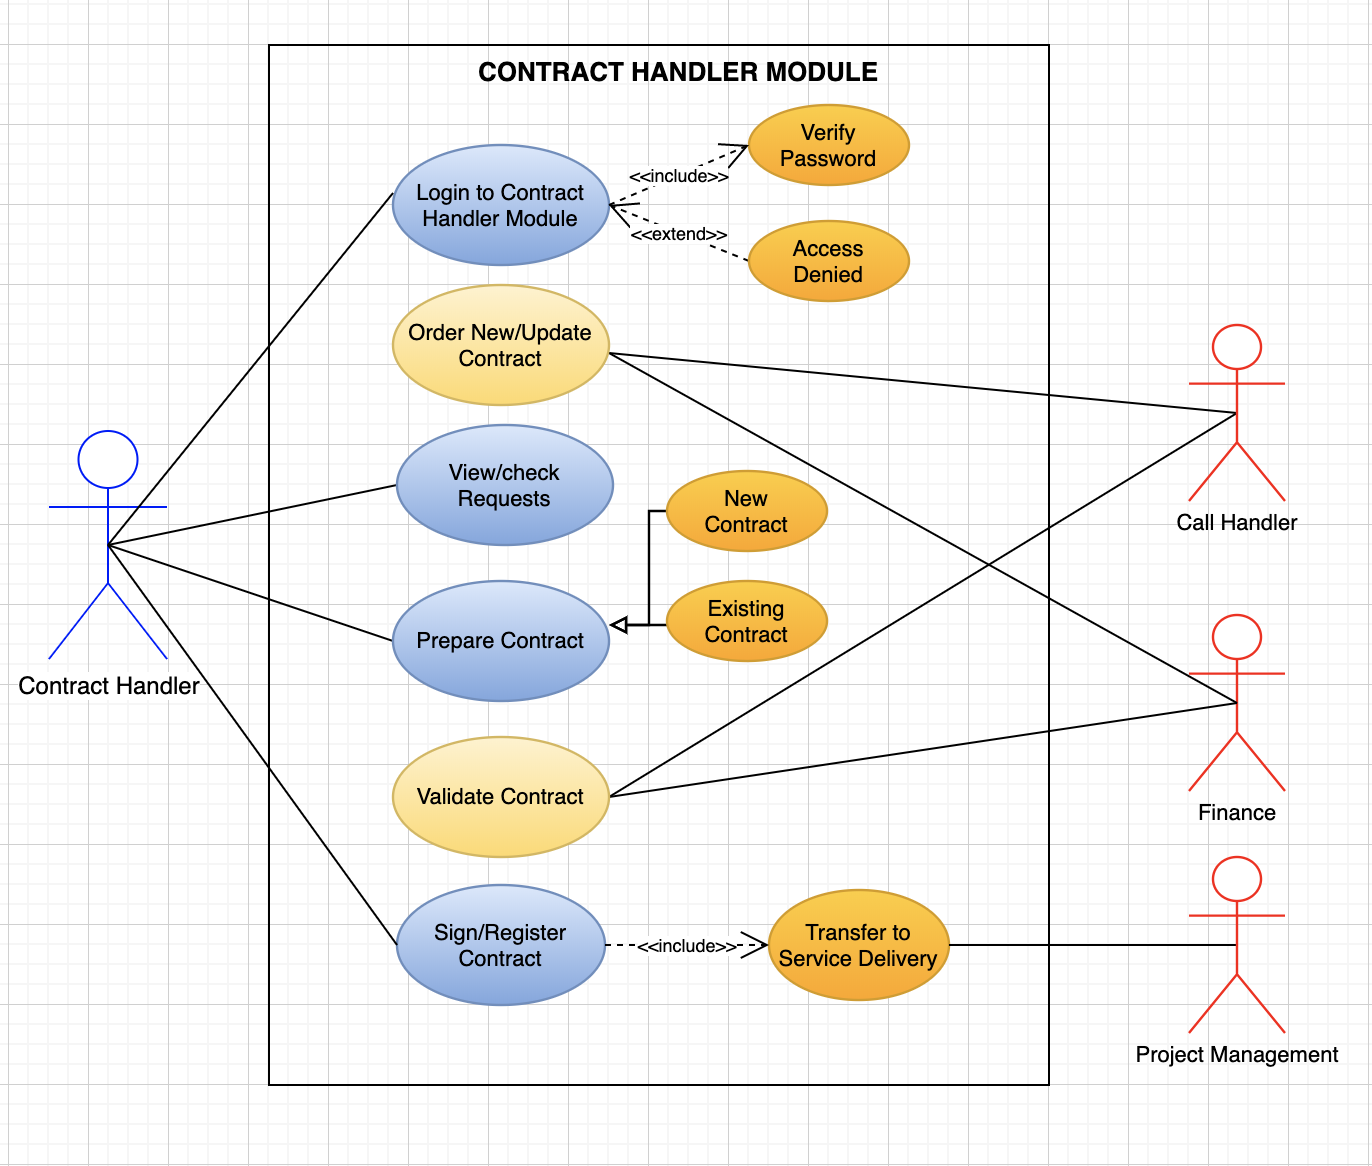 CONTRACT HANDLER MODULE
Login to Contract
Handler Module
<<include>>
Verify
Password
<<extend>>
Access
Denied
Order New/Update
Contract
View/check
Requests
New
Contract
Existing
Contract
Prepare Contract
Validate Contract
Sign/Register
Contract
<<include>>
Transfer to
Service Delivery
Contract Handler
Call Handler
Finance
Project Management